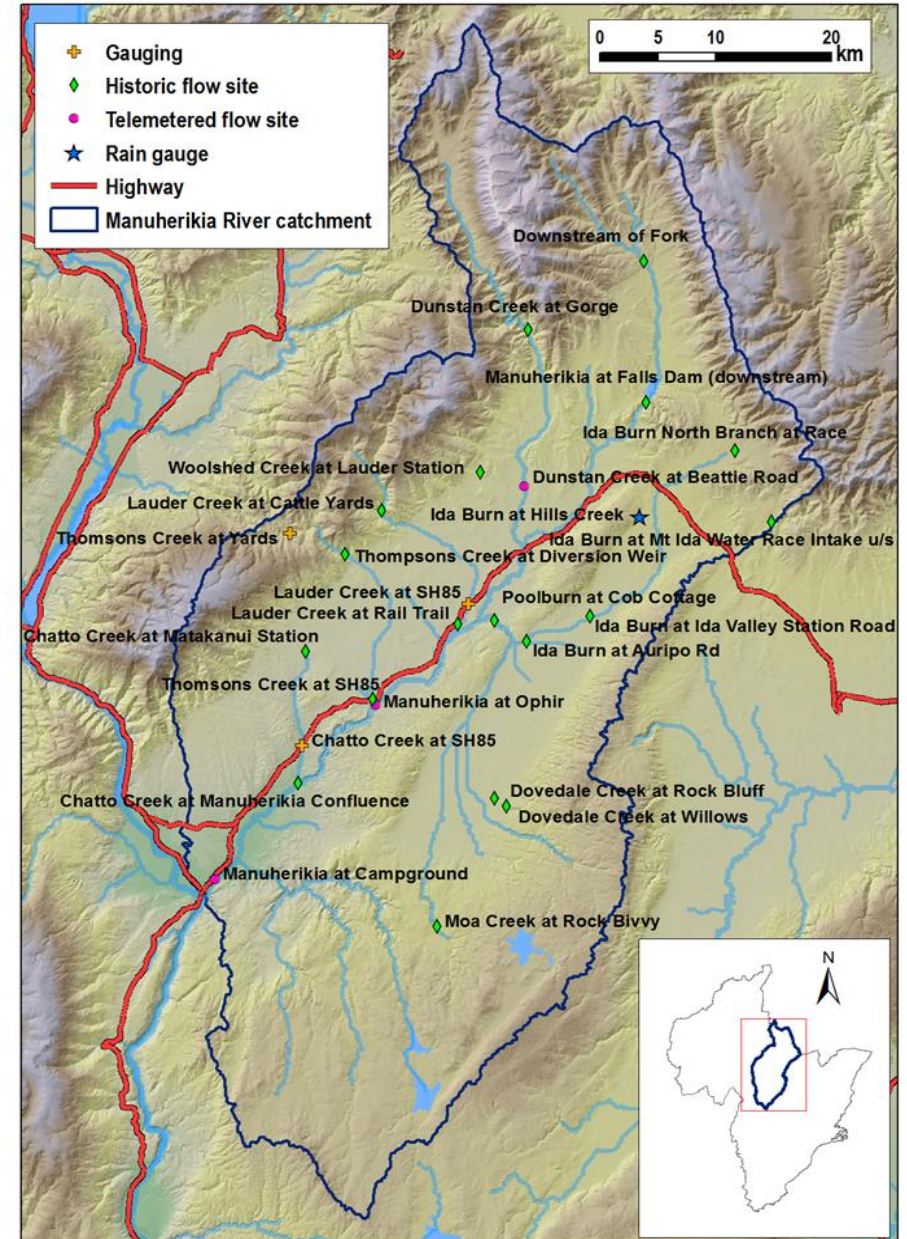 Gauging
Historic flow site
Telemetered flow site
Rain gauge
Highway
Manuherikia River catchment
0 5 10 20
km
Downstream of Fork
Dunstan Creek at Gorge
Manuherikia at Falls Dam (downstream)
Ida Burn North Branch at Race
Woolshed Creek at Lauder Station
Dunstan Creek at Beattie Road
Lauder Creek at Cattle Yards
Ida Burn at Hills Creek
Thomsons Creek at Yards
Ida Burn at Mt Ida Water Race Intake u/s
Thompsons Creek at Diversion Weir
Lauder Creek at SH85
Poolburn at Cob Cottage
Lauder Creek at Rail Trail
Ida Burn at Ida Valley Station Road
Chatto Creek at Matakanui Station
Ida Burn at Auripo Rd
Thomsons Creek at SH85
Manuherikia at Ophir
Chatto Creek at SH85
Dovedale Creek at Rock Bluff
Chatto Creek at Manuherikia Confluence
Dovedale Creek at Willows
Manuherikia at Campground
Moa Creek at Rock Bivvy
N